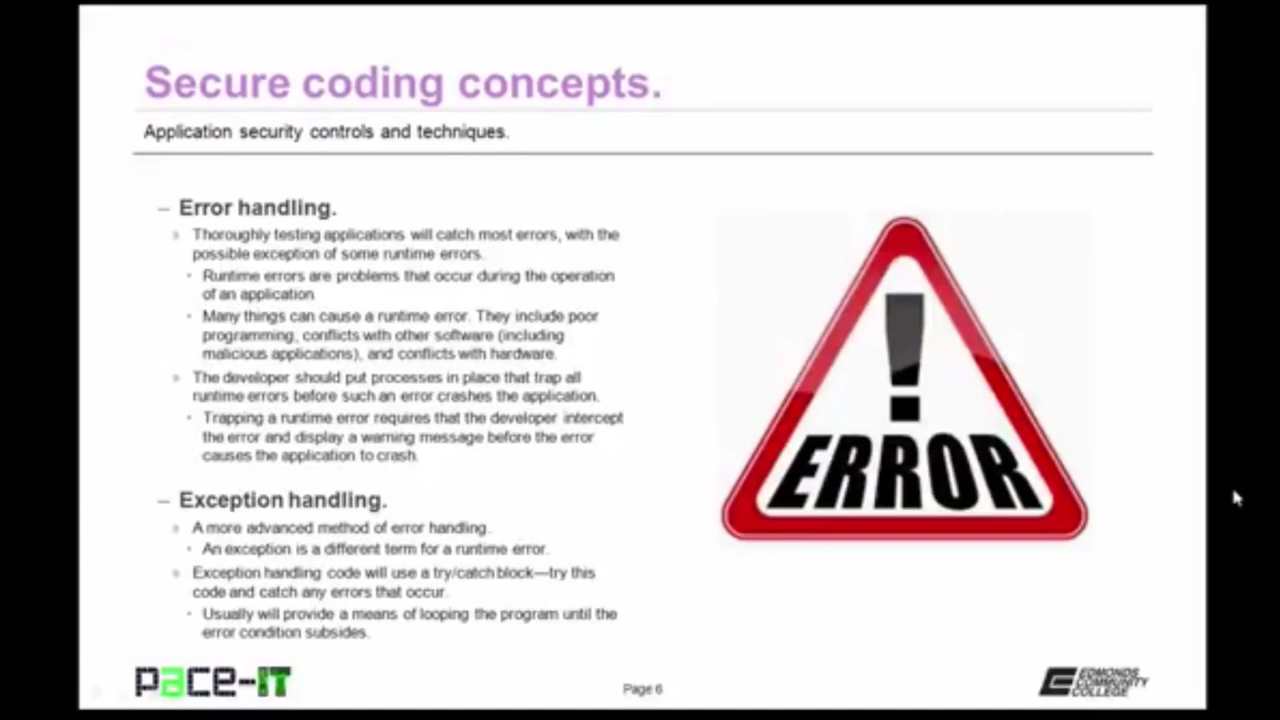 Secure coding concepts.
Application security controls and techniques.
– Error handling.
» Thoroughly testing applications will catch most errors, with the
possible exception of some runtime errors.
• Runtime errors are problems that occur during the operation
of an application.
• Many things can cause a runtime error. They include poor
programming, conflicts with other software (including
malicious applications), and conflicts with hardware.
» The developer should put processes in place that trap all
runtime errors before such an error crashes the application.
• Trapping a runtime error requires that the developer intercept
the error and display a warning message before the error
causes the application to crash.
– Exception handling.
» A more advanced method of error handling.
• An exception is a different term for a runtime error.
» Exception handling code will use a try/catch block—try this
code and catch any errors that occur.
• Usually will provide a means of looping the program until the
error condition subsides.
!
ERROR
pace-IT
Page 6
EDMONDS
COMMUNITY
COLLEGE